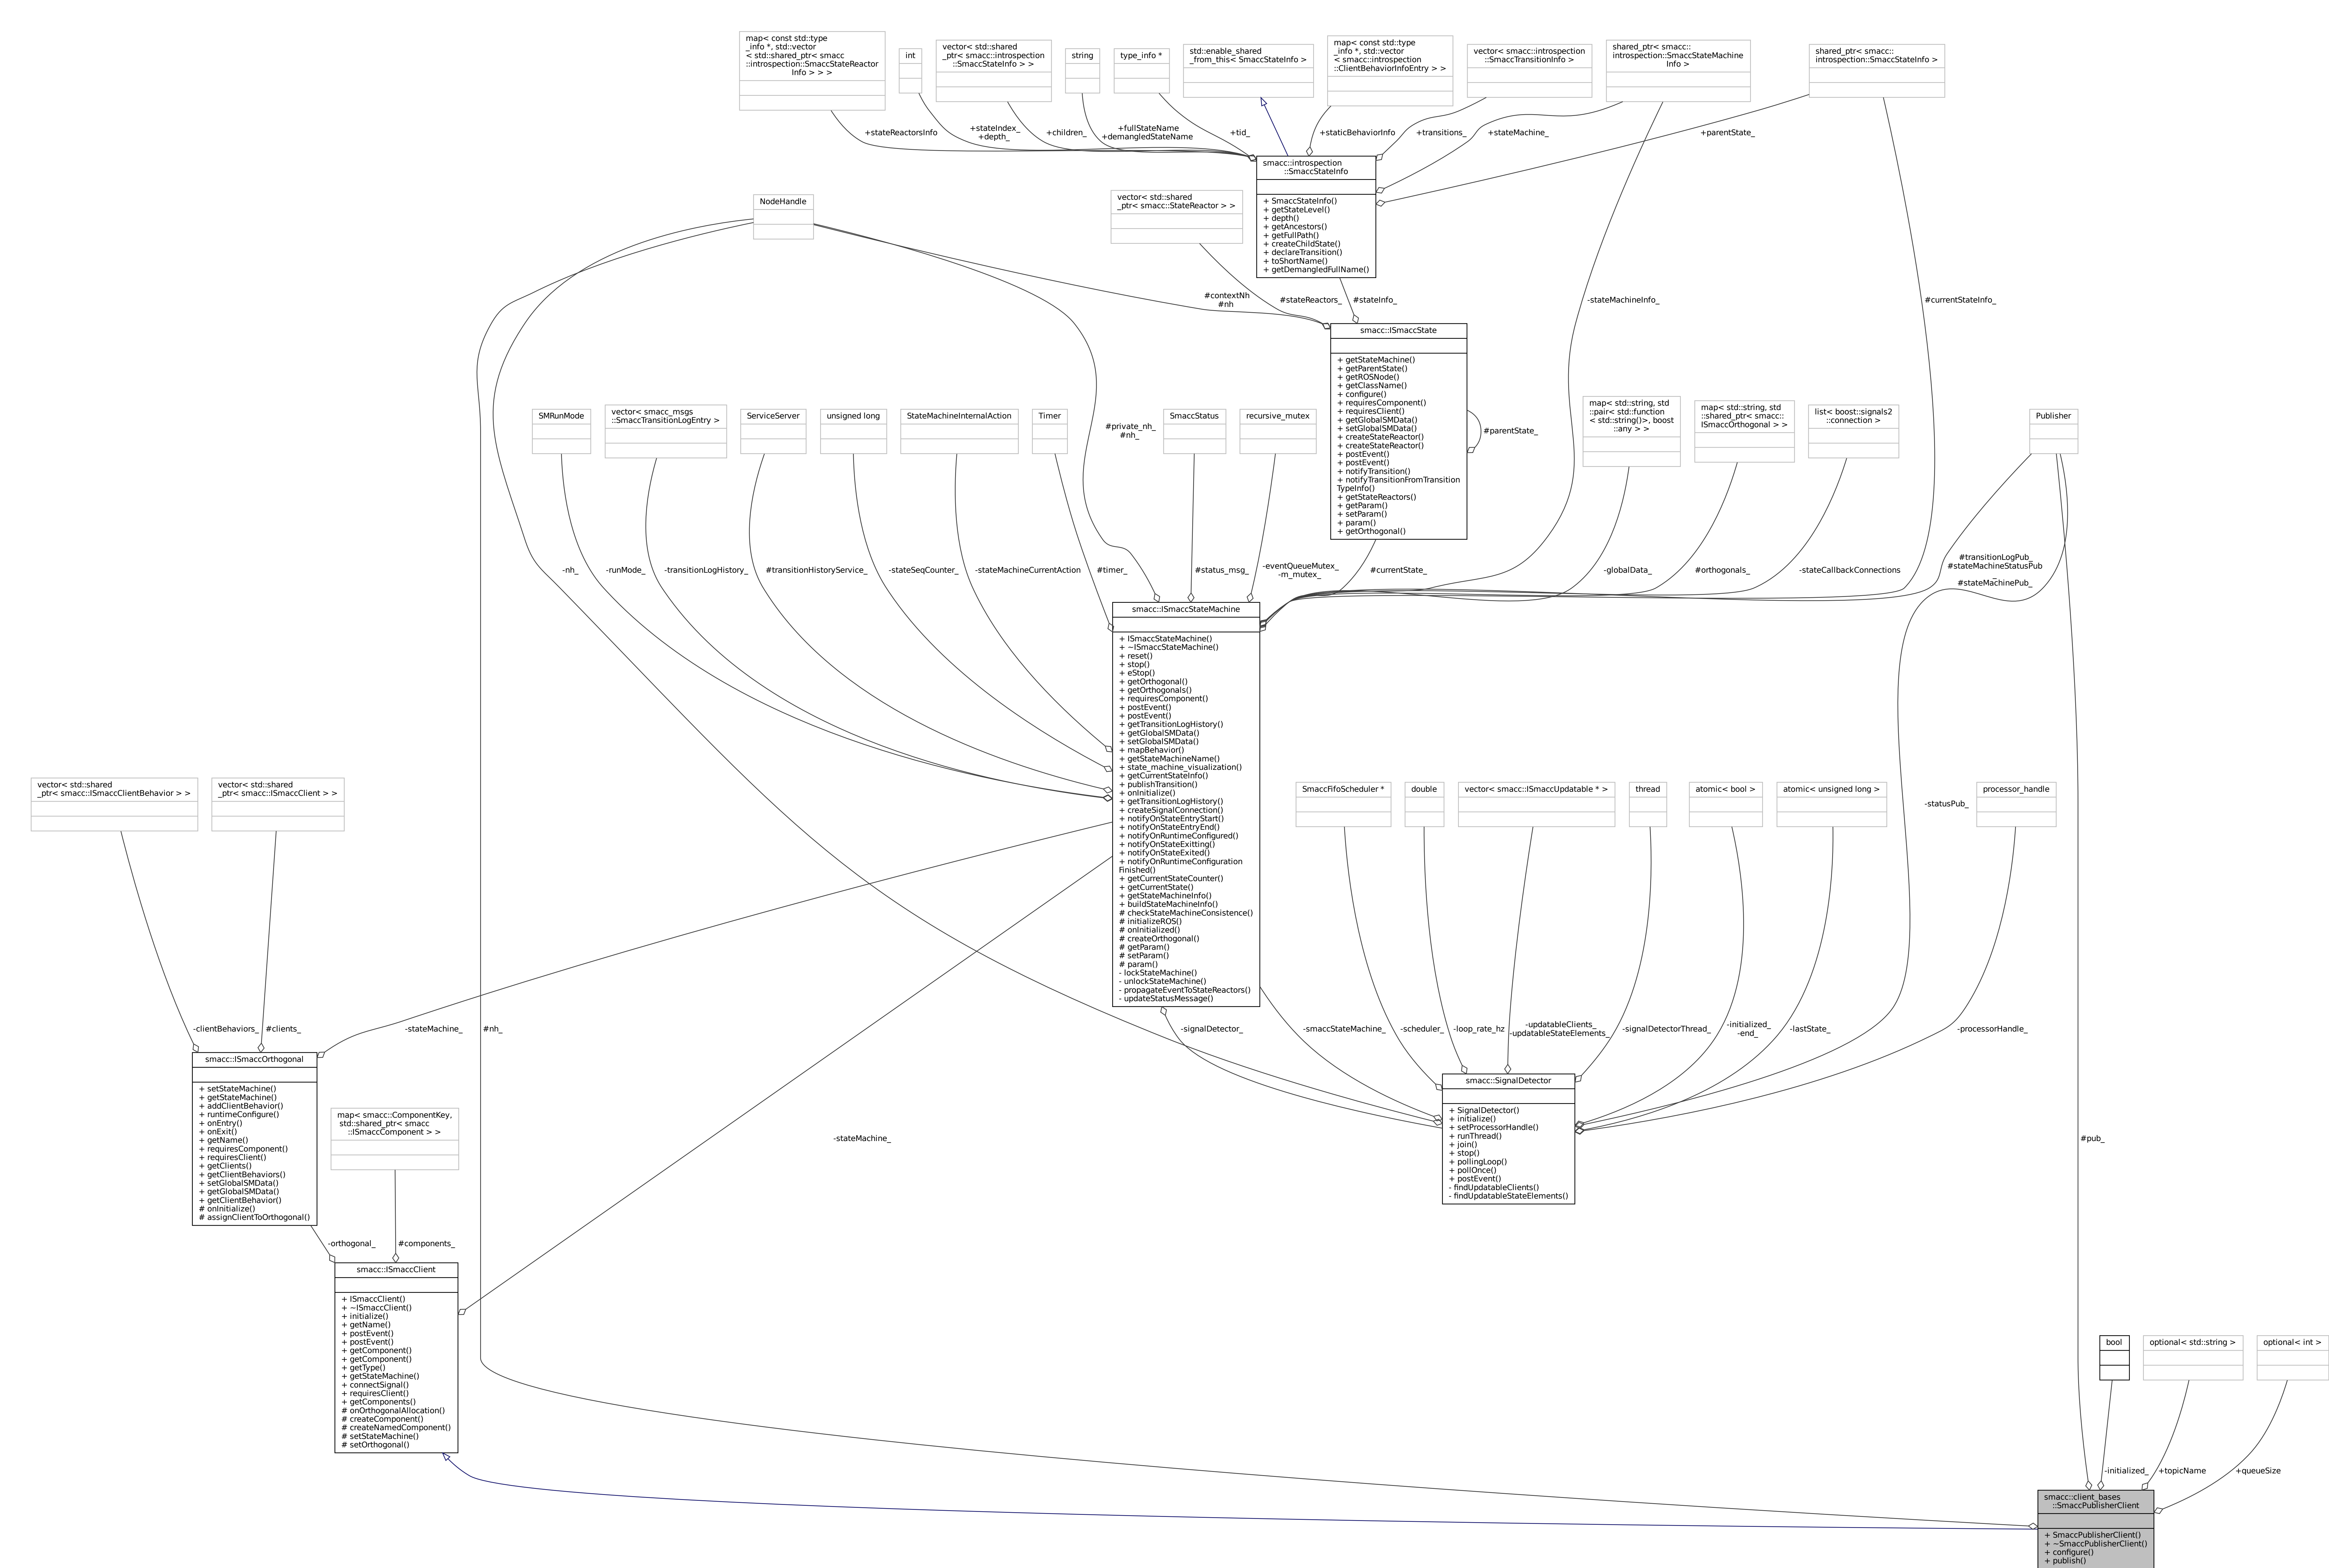 map< const std::type
_info *, std::vector
< std::shared_ptr< smacc
::introspection::SmaccStateReactor
Info > > >
int
vector< std::shared
_ptr< smacc::introspection
::SmaccStateInfo > >
string
type_info *
std::enable_shared
_from_this< SmaccStateInfo >
map< const std::type
_info *, std::vector
< smacc::introspection
::ClientBehaviorInfoEntry > >
vector< smacc::introspection
::SmaccTransitionInfo >
shared_ptr< smacc::
introspection::SmaccStateMachine
Info >
shared_ptr< smacc::
introspection::SmaccStateInfo >
+stateReactorsInfo
+stateIndex_
+depth_
+children_
+fullStateName
+demangledStateName
+tid_
+staticBehaviorInfo
+transitions_
+stateMachine_
+parentState_
smacc::introspection
::SmaccStateInfo
+ SmaccStateInfo()
+ getStateLevel()
+ depth()
+ getAncestors()
+ getFullPath()
+ createChildState()
+ declareTransition()
+ toShortName()
+ getDemangledFullName()
NodeHandle
vector< std::shared
_ptr< smacc::StateReactor > >
#contextNh
#nh
#stateReactors_
#stateInfo_
-stateMachineInfo_
#currentStateInfo_
smacc::ISmaccState
+ getStateMachine()
+ getParentState()
+ getROSNode()
+ getClassName()
+ configure()
+ requiresComponent()
+ requiresClient()
+ getGlobalSMData()
+ setGlobalSMData()
+ createStateReactor()
+ createStateReactor()
+ postEvent()
+ postEvent()
+ notifyTransition()
+ notifyTransitionFromTransition
TypeInfo()
+ getStateReactors()
+ getParam()
+ setParam()
+ param()
+ getOrthogonal()
#parentState_
SMRunMode
vector< smacc_msgs
::SmaccTransitionLogEntry >
ServiceServer
unsigned long
StateMachineInternalAction
Timer
#private_nh_
#nh_
SmaccStatus
recursive_mutex
map< std::string, std
::pair< std::function
< std::string()>, boost
::any > >
map< std::string, std
::shared_ptr< smacc::
ISmaccOrthogonal > >
list< boost::signals2
::connection >
Publisher
-nh_
-runMode_
-transitionLogHistory_
#transitionHistoryService_
-stateSeqCounter_
-stateMachineCurrentAction
#timer_
#status_msg_
-eventQueueMutex_
-m_mutex_
#currentState_
-globalData_
#orthogonals_
-stateCallbackConnections
#transitionLogPub_
#stateMachineStatusPub
_
#stateMachinePub_
smacc::ISmaccStateMachine
+ ISmaccStateMachine()
+ ~ISmaccStateMachine()
+ reset()
+ stop()
+ eStop()
+ getOrthogonal()
+ getOrthogonals()
+ requiresComponent()
+ postEvent()
+ postEvent()
+ getTransitionLogHistory()
+ getGlobalSMData()
+ setGlobalSMData()
+ mapBehavior()
+ getStateMachineName()
+ state_machine_visualization()
+ getCurrentStateInfo()
+ publishTransition()
+ onInitialize()
+ getTransitionLogHistory()
+ createSignalConnection()
+ notifyOnStateEntryStart()
+ notifyOnStateEntryEnd()
+ notifyOnRuntimeConfigured()
+ notifyOnStateExitting()
+ notifyOnStateExited()
+ notifyOnRuntimeConfiguration
Finished()
+ getCurrentStateCounter()
+ getCurrentState()
+ getStateMachineInfo()
+ buildStateMachineInfo()
# checkStateMachineConsistence()
# initializeROS()
# onInitialized()
# createOrthogonal()
# getParam()
# setParam()
# param()
- lockStateMachine()
- unlockStateMachine()
- propagateEventToStateReactors()
- updateStatusMessage()
vector< std::shared
_ptr< smacc::ISmaccClientBehavior > >
vector< std::shared
_ptr< smacc::ISmaccClient > >
SmaccFifoScheduler *
double
vector< smacc::ISmaccUpdatable * >
thread
atomic< bool >
atomic< unsigned long >
-statusPub_
processor_handle
-clientBehaviors_
#clients_
-stateMachine_
#nh_
-signalDetector_
-smaccStateMachine_
-scheduler_
-loop_rate_hz
-updatableClients_
-updatableStateElements_
-signalDetectorThread_
-initialized_
-end_
-lastState_
-processorHandle_
smacc::ISmaccOrthogonal
+ setStateMachine()
+ getStateMachine()
+ addClientBehavior()
+ runtimeConfigure()
+ onEntry()
+ onExit()
+ getName()
+ requiresComponent()
+ requiresClient()
+ getClients()
+ getClientBehaviors()
+ setGlobalSMData()
+ getGlobalSMData()
+ getClientBehavior()
# onInitialize()
# assignClientToOrthogonal()
map< smacc::ComponentKey,
std::shared_ptr< smacc
::ISmaccComponent > >
-stateMachine_
smacc::SignalDetector
+ SignalDetector()
+ initialize()
+ setProcessorHandle()
+ runThread()
+ join()
+ stop()
+ pollingLoop()
+ pollOnce()
+ postEvent()
- findUpdatableClients()
- findUpdatableStateElements()
#pub_
-orthogonal_
#components_
smacc::ISmaccClient
+ ISmaccClient()
+ ~ISmaccClient()
+ initialize()
+ getName()
+ postEvent()
+ postEvent()
+ getComponent()
+ getComponent()
+ getType()
+ getStateMachine()
+ connectSignal()
+ requiresClient()
+ getComponents()
# onOrthogonalAllocation()
# createComponent()
# createNamedComponent()
# setStateMachine()
# setOrthogonal()
bool
optional< std::string >
optional< int >
-initialized_
+topicName
+queueSize
smacc::client_bases
::SmaccPublisherClient
+ SmaccPublisherClient()
+ ~SmaccPublisherClient()
+ configure()
+ publish()